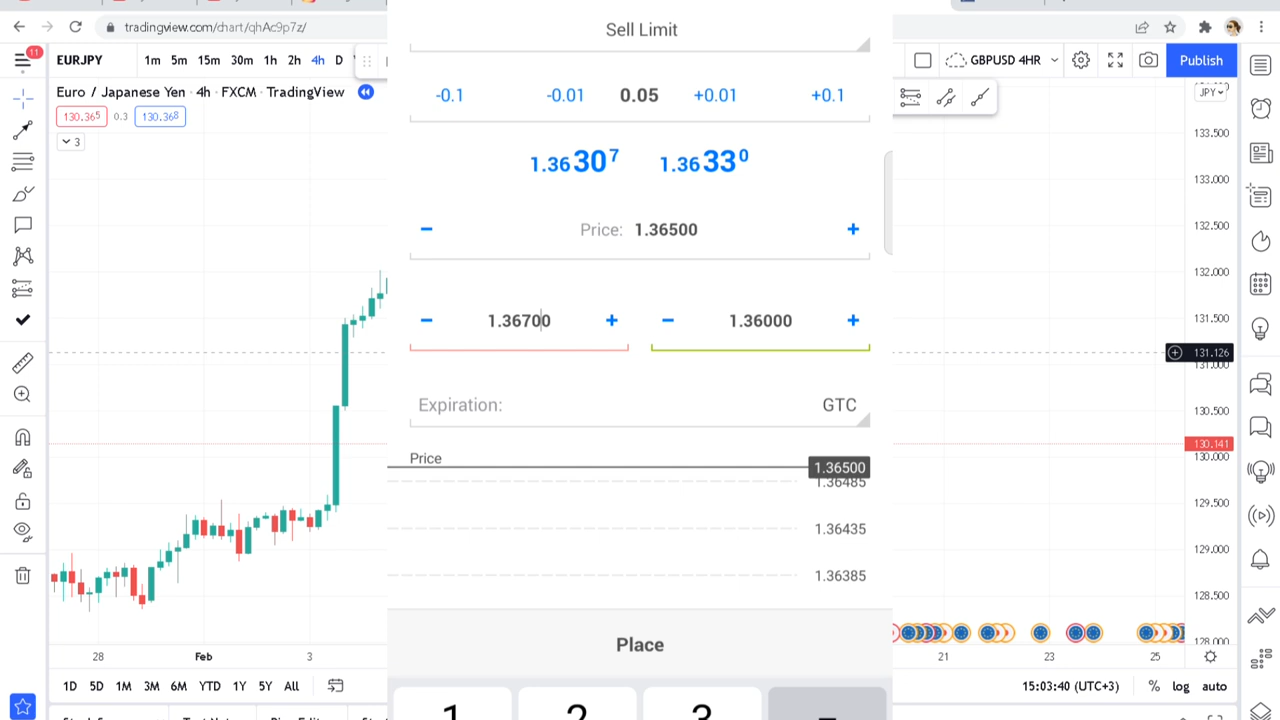 tradingview.com/chart/qhAc9p7z/
11
EURJPY
1m 5m 15m 30m 1h 2h 4h D
GBPUSD 4HR
Publish
Euro / Japanese Yen · 4h · FXCM · TradingView
130.365 0.3 130.368
3
JPY
Sell Limit
-0.1 -0.01 0.05 +0.01 +0.1
1.36307 1.36330
− Price: 1.36500 +
− 1.36700 + − 1.36000 +
Expiration: GTC
Price
1.36500
1.36485
1.36435
1.36385
Place
1 2 3 −
133.500
133.000
132.500
132.000
131.500
131.126
131.000
130.500
130.141
130.000
129.500
129.000
128.500
128.000
28 Feb 3 21 23 25
1D 5D 1M 3M 6M YTD 1Y 5Y All
15:03:40 (UTC+3) % log auto